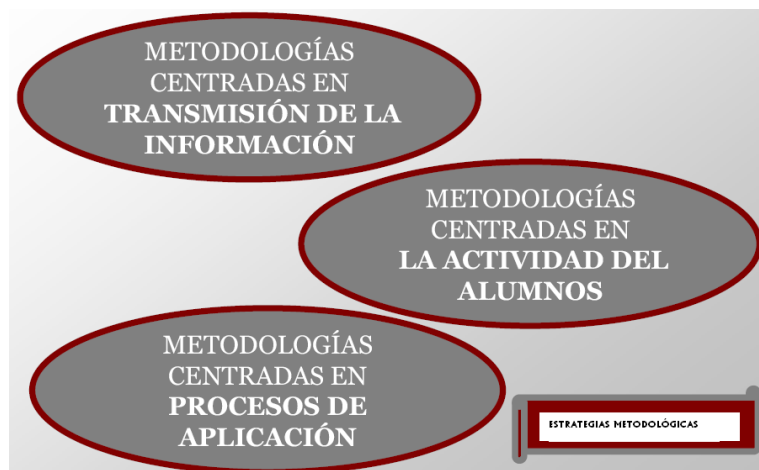 METODOLOGÍAS
CENTRADAS EN
TRANSMISIÓN DE LA
INFORMACIÓN
METODOLOGÍAS
CENTRADAS EN
LA ACTIVIDAD DEL
ALUMNOS
METODOLOGÍAS
CENTRADAS EN
PROCESOS DE
APLICACIÓN
ESTRATEGIAS METODOLÓGICAS